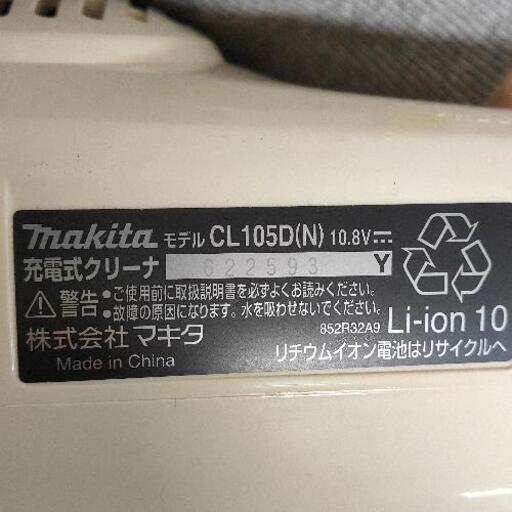 makita モデル CL105D(N) 10.8V
充電式クリーナ 622593 Y
警告 ●ご使用前に取扱説明書を必ずよくお読みください。
●故障の原因になります。水を吸わせないでください。
株式会社マキタ 852R32A9 Li-ion 10
Made in China リチウムイオン電池はリサイクルへ